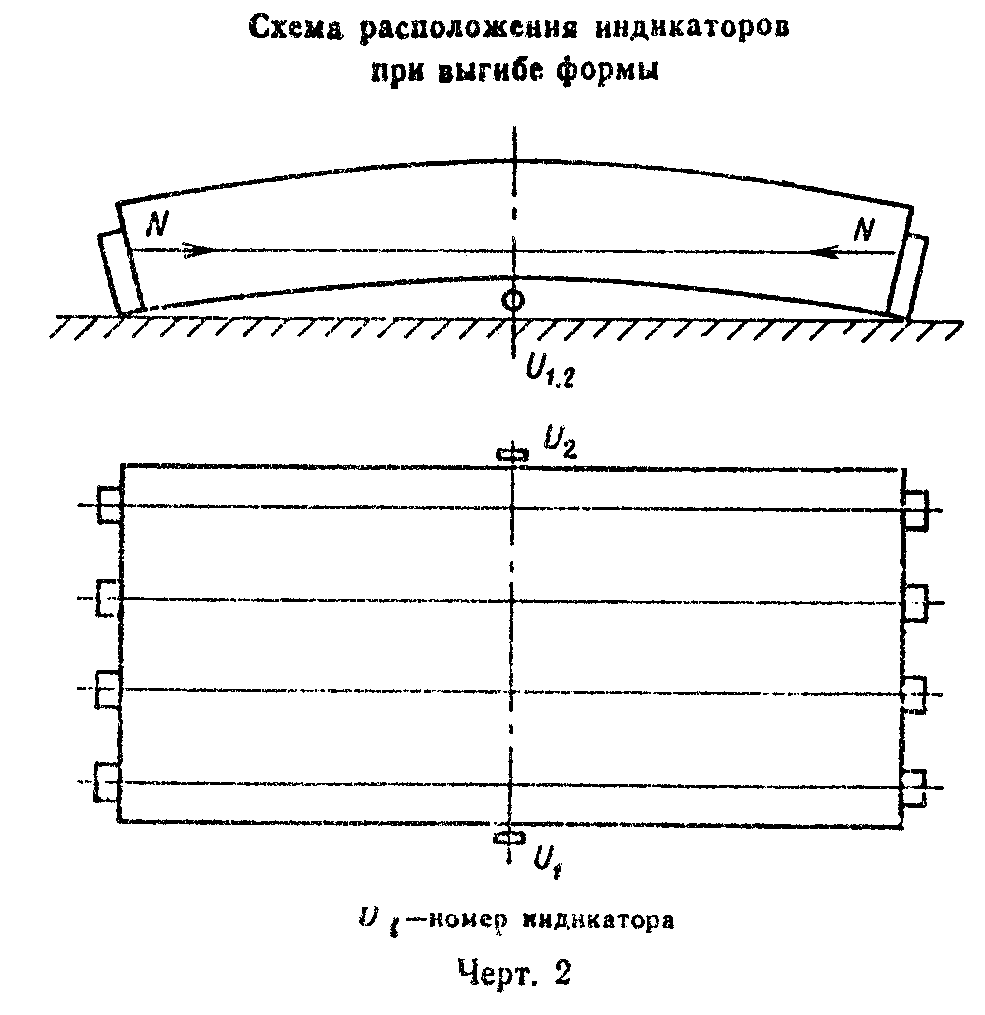 Схема расположения индикаторов
при выгибе формы
N
N
U₁.₂
U₂
U₁
U i — номер индикатора
Черт. 2